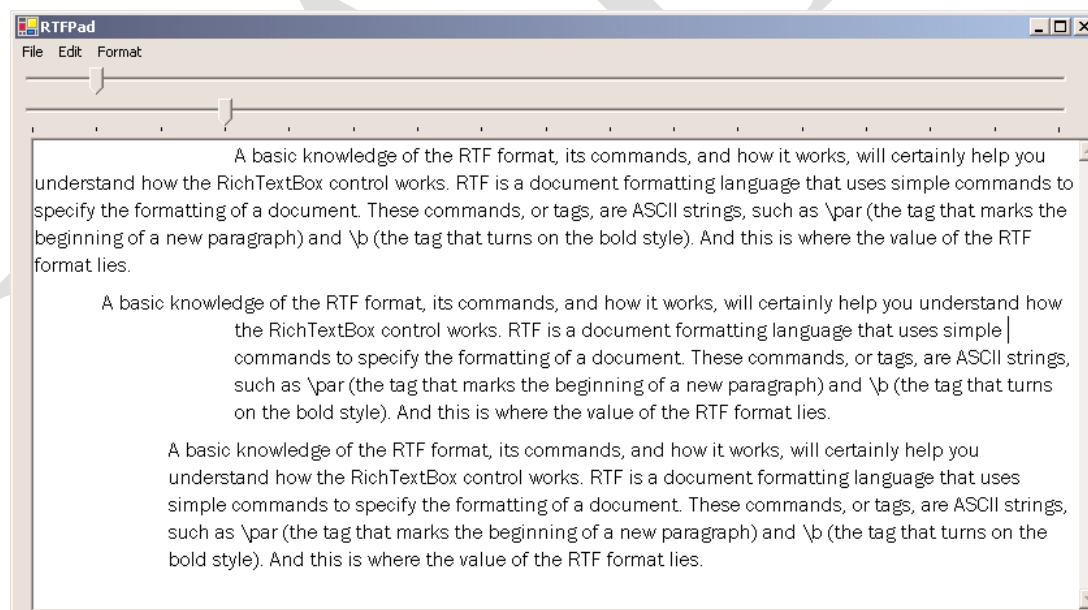 RTFPad
File Edit Format
A basic knowledge of the RTF format, its commands, and how it works, will certainly help you
understand how the RichTextBox control works. RTF is a document formatting language that uses simple commands to
specify the formatting of a document. These commands, or tags, are ASCII strings, such as \par (the tag that marks the
beginning of a new paragraph) and \b (the tag that turns on the bold style). And this is where the value of the RTF
format lies.
A basic knowledge of the RTF format, its commands, and how it works, will certainly help you understand how
the RichTextBox control works. RTF is a document formatting language that uses simple
commands to specify the formatting of a document. These commands, or tags, are ASCII strings,
such as \par (the tag that marks the beginning of a new paragraph) and \b (the tag that turns
on the bold style). And this is where the value of the RTF format lies.
A basic knowledge of the RTF format, its commands, and how it works, will certainly help you
understand how the RichTextBox control works. RTF is a document formatting language that uses
simple commands to specify the formatting of a document. These commands, or tags, are ASCII strings,
such as \par (the tag that marks the beginning of a new paragraph) and \b (the tag that turns on the
bold style). And this is where the value of the RTF format lies.